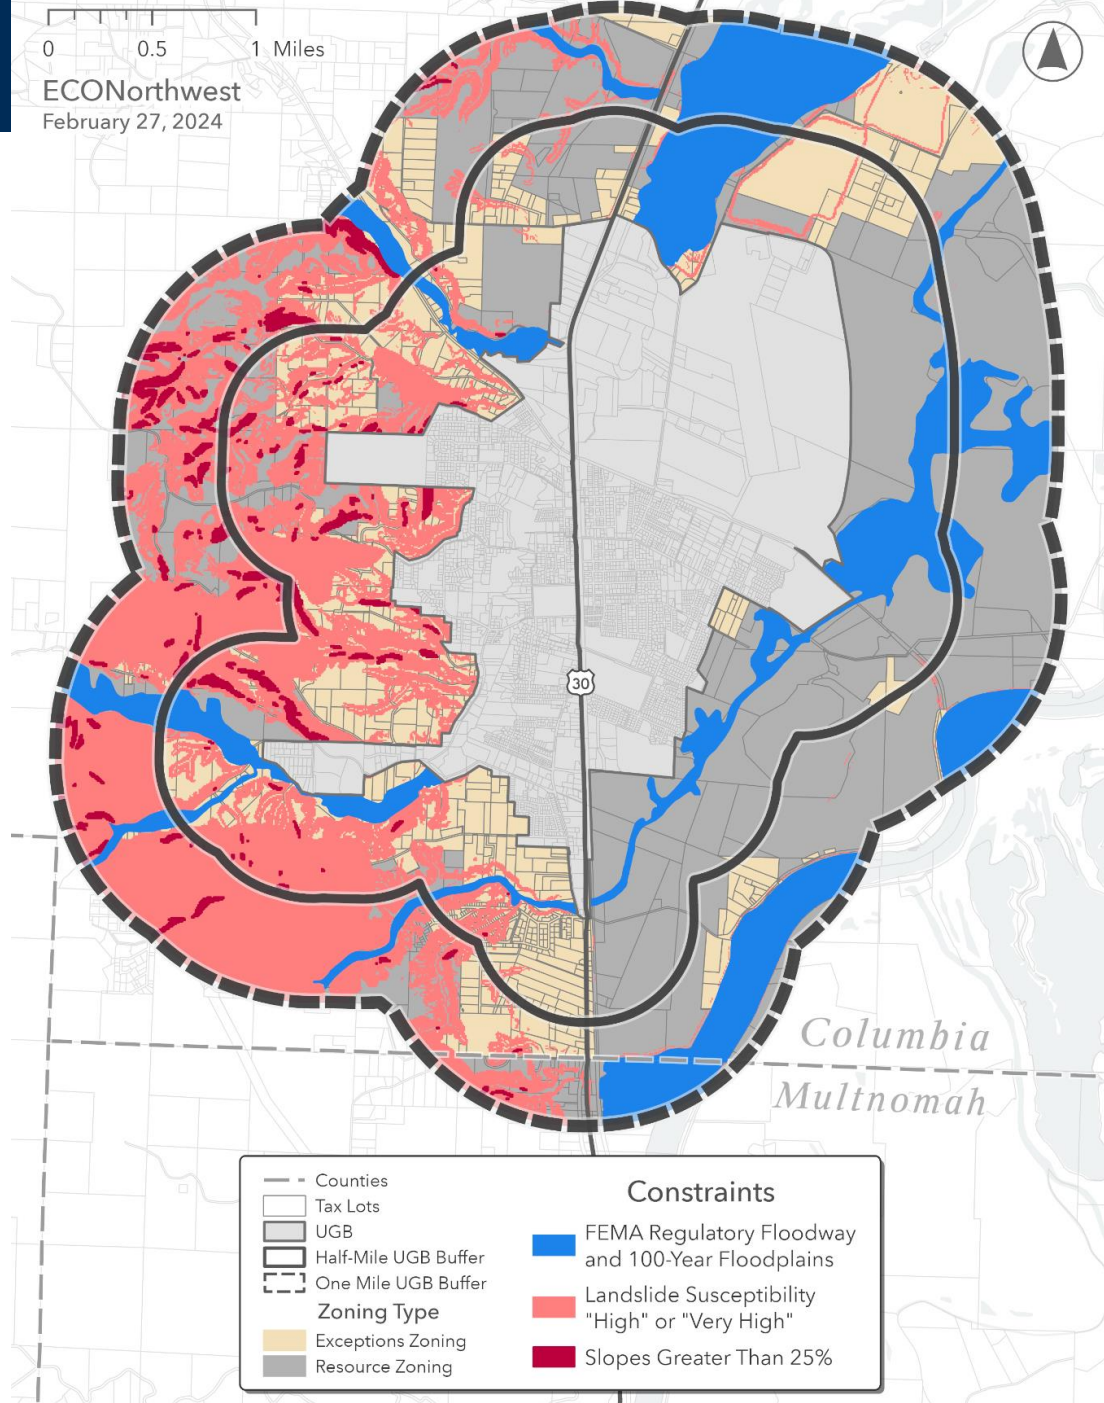 0 0.5 1 Miles
ECONorthwest
February 27, 2024
30
Columbia
Multnomah
Counties
Tax Lots
UGB
Half-Mile UGB Buffer
One Mile UGB Buffer
Zoning Type
Exceptions Zoning
Resource Zoning
Constraints
FEMA Regulatory Floodway
and 100-Year Floodplains
Landslide Susceptibility
"High" or "Very High"
Slopes Greater Than 25%